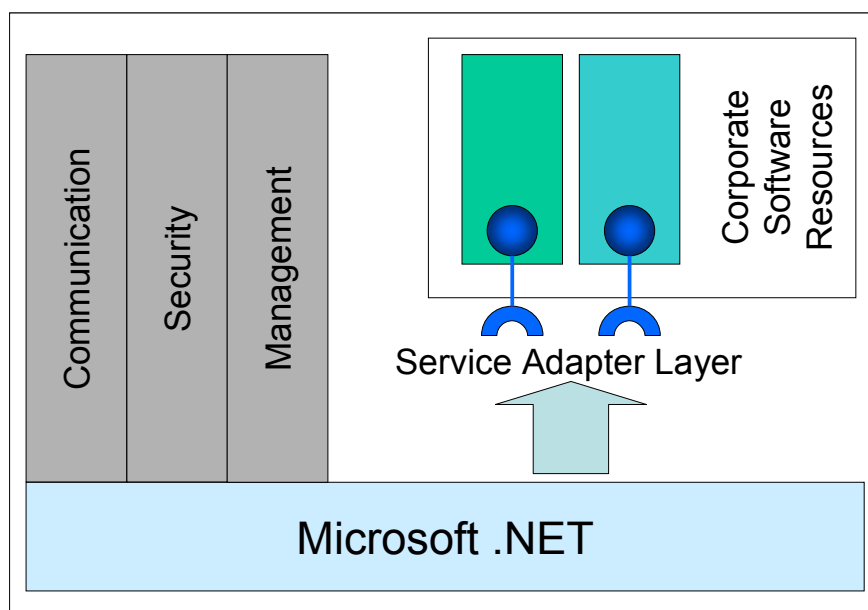 Communication
Security
Management
Corporate
Software
Resources
Service Adapter Layer
Microsoft .NET